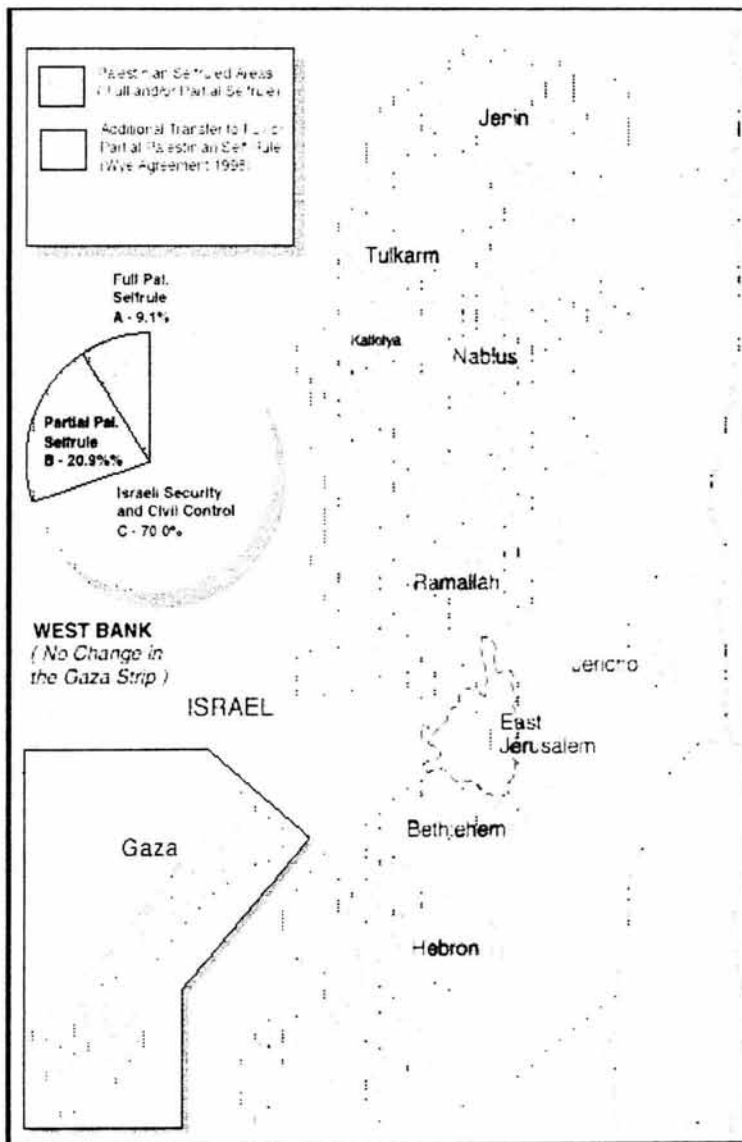 Palestinian Selfruled Areas
( Full and/or Partial Selfrule)
Additional Transfer to Full or
Partial Palestinian Self Rule
(Wye Agreement 1998)
Jenin
Tulkarm
Kalkilya
Nablus
Full Pal.
Selfrule
A - 9.1%
Partial Pal.
Selfrule
B - 20.9%%
Israeli Security
and Civil Control
C - 70.0%
Ramallah
WEST BANK
( No Change in
the Gaza Strip )
Jericho
ISRAEL
East
Jerusalem
Gaza
Bethlehem
Hebron